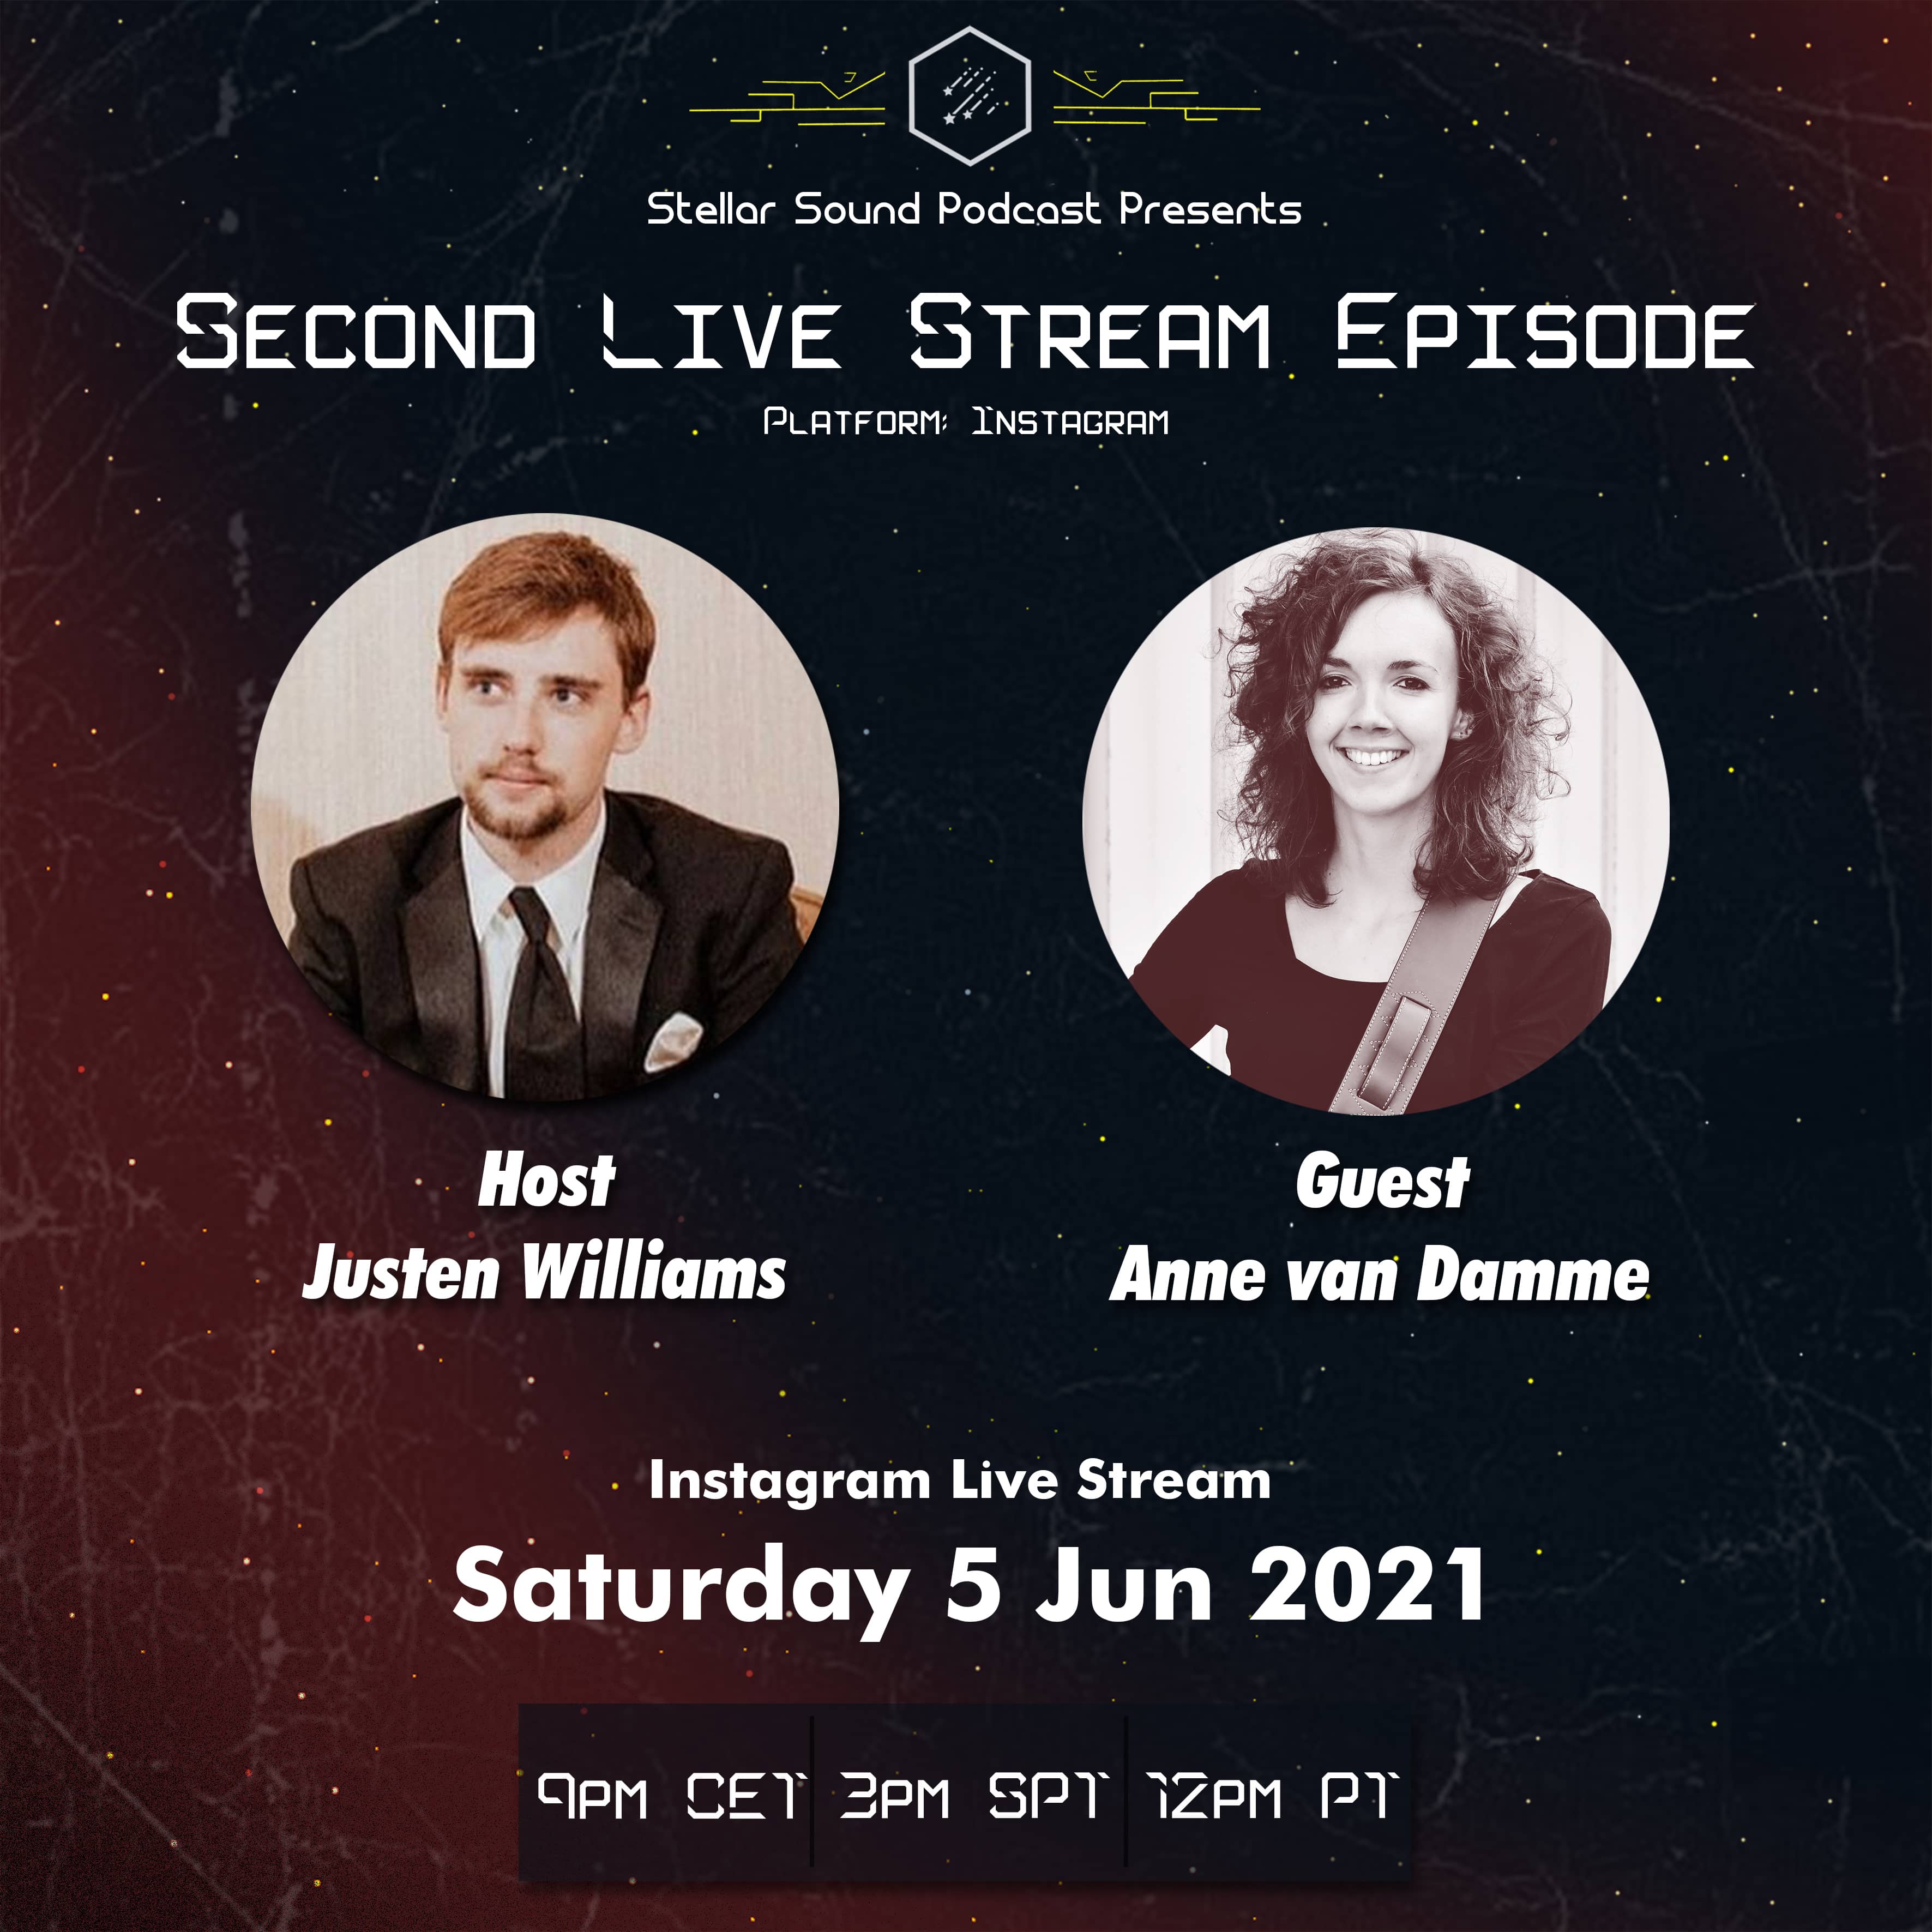 Stellar Sound Podcast Presents
Second Live Stream Episode
Platform: Instagram
Host
Justen Williams
Guest
Anne van Damme
Instagram Live Stream
Saturday 5 Jun 2021
9pm CET 3pm SPT 12pm PT